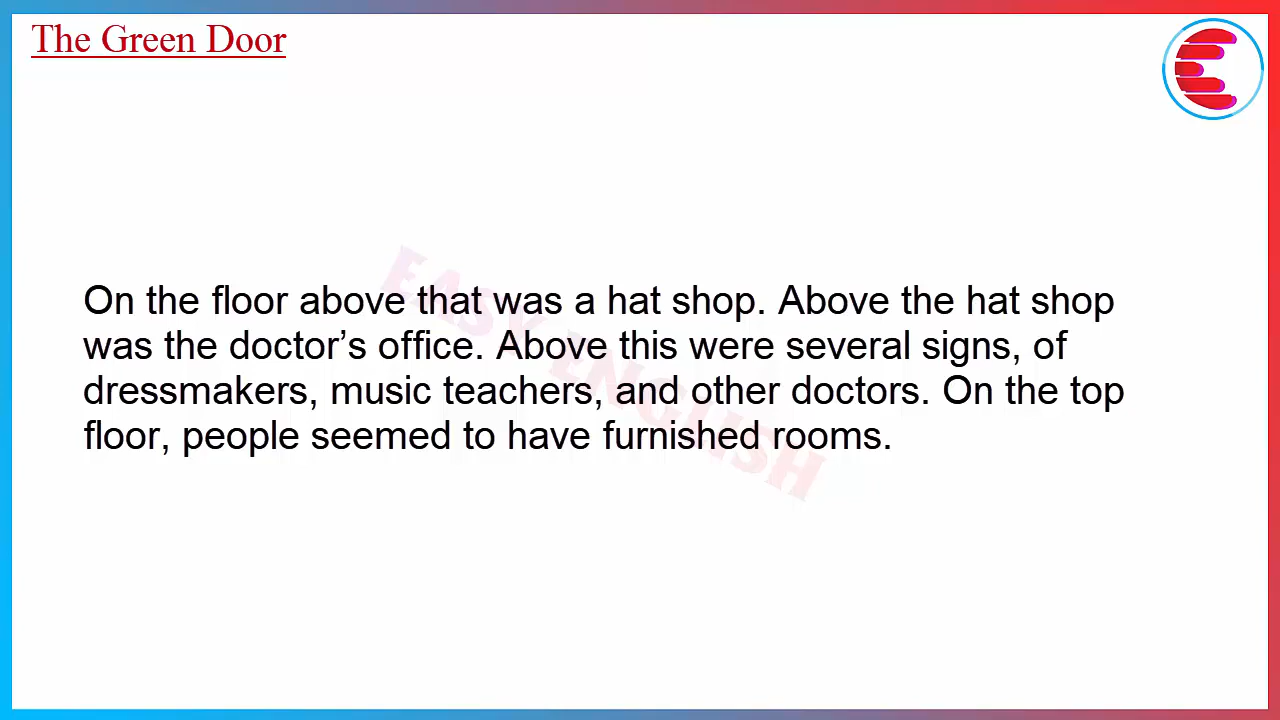 The Green Door
On the floor above that was a hat shop. Above the hat shop
was the doctor’s office. Above this were several signs, of
dressmakers, music teachers, and other doctors. On the top
floor, people seemed to have furnished rooms.
EASY ENGLISH